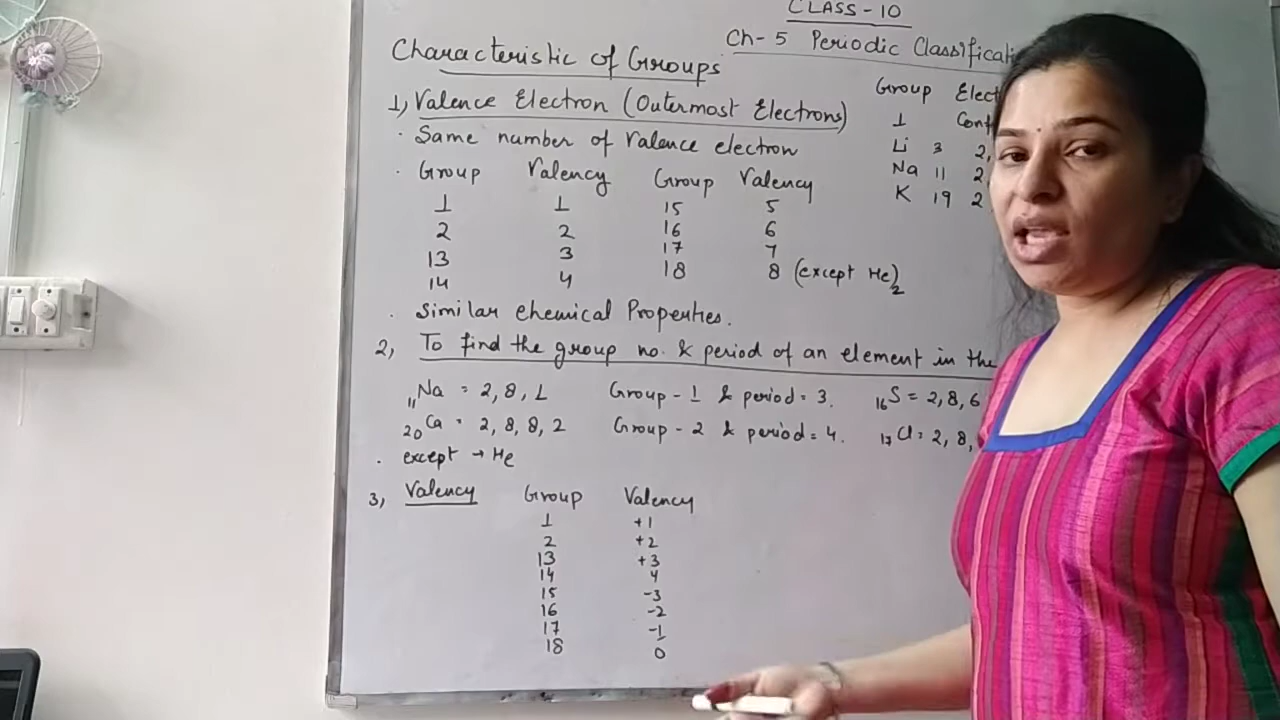 CLASS - 10
Ch- 5 Periodic
Characteristic of Groups
1, Valence Electron (Outermost Electrons)
· Same number of Valence electron
· Group Valency Group Valency
1 1 15 5
2 2 16 6
13 3 17 7
14 4 18 8 (except He)2
· Similar chemical Properties.
Group
1
Li 3 2,
Na 11 2
K 19 2
2, To find the group no. & period of an element in the
11Na = 2, 8, 1 Group - 1 & period = 3. 16S = 2, 8, 6
20Ca = 2, 8, 8, 2 Group - 2 & period = 4. 17Cl = 2, 8,
· except → He
3, Valency Group Valency
1 +1
2 +2
13 +3
14 4
15 -3
16 -2
17 -1
18 0